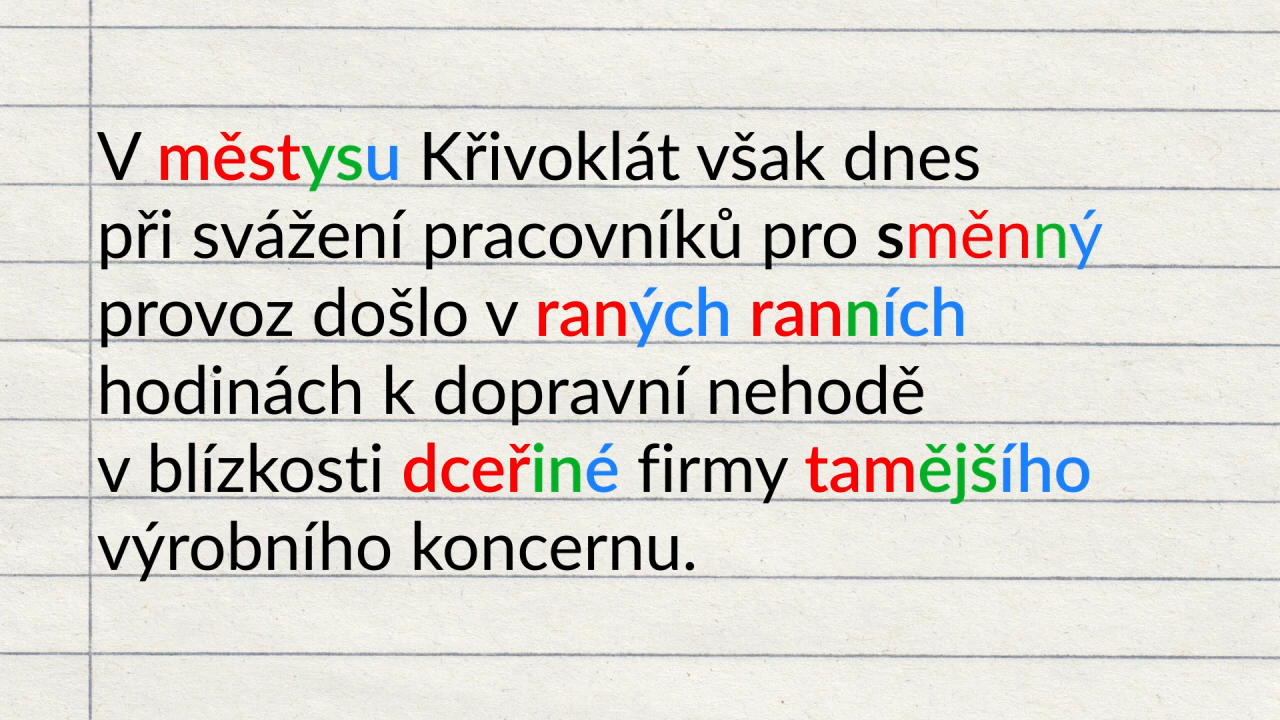 V městysu Křivoklát však dnes
při svážení pracovníků pro směnný
provoz došlo v raných ranních
hodinách k dopravní nehodě
v blízkosti dceřiné firmy tamějšího
výrobního koncernu.